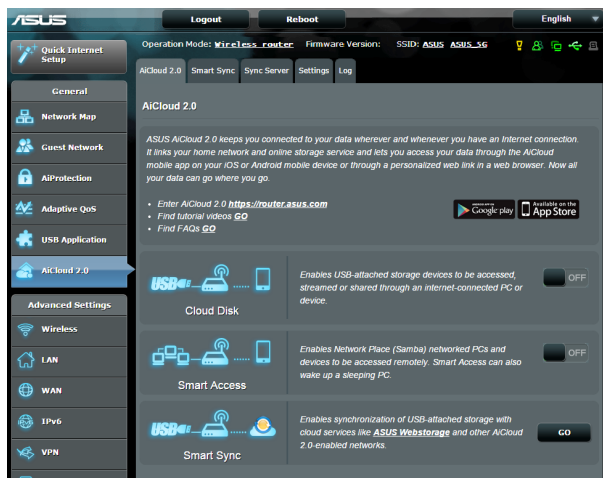 ASUS
Logout
Reboot
English
Quick Internet
Setup
Operation Mode: Wireless router Firmware Version: SSID: ASUS ASUS_5G
AiCloud 2.0
Smart Sync
Sync Server
Settings
Log
General
Network Map
Guest Network
AiProtection
Adaptive QoS
USB Application
AiCloud 2.0
Advanced Settings
Wireless
LAN
WAN
IPv6
VPN
AiCloud 2.0
ASUS AiCloud 2.0 keeps you connected to your data wherever and whenever you have an Internet connection.
It links your home network and online storage service and lets you access your data through the AiCloud
mobile app on your iOS or Android mobile device or through a personalized web link in a web browser. Now all
your data can go where you go.
• Enter AiCloud 2.0 https://router.asus.com
• Find tutorial videos GO
• Find FAQs GO
Google play
Available on the
App Store
USB
Cloud Disk
Enables USB-attached storage devices to be accessed,
streamed or shared through an internet-connected PC or
device.
OFF
Smart Access
Enables Network Place (Samba) networked PCs and
devices to be accessed remotely. Smart Access can also
wake up a sleeping PC.
OFF
USB
Smart Sync
Enables synchronization of USB-attached storage with
cloud services like ASUS Webstorage and other AiCloud
2.0-enabled networks.
GO